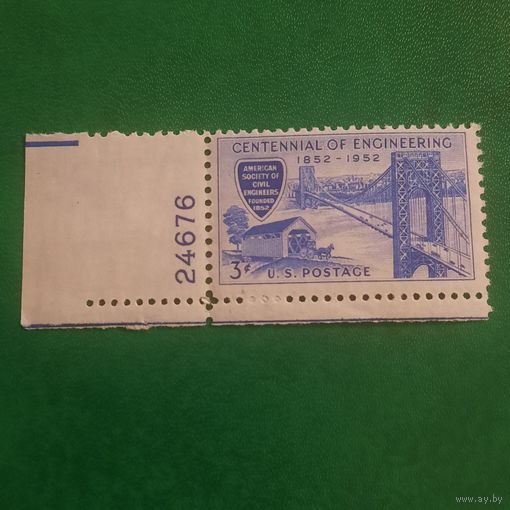 CENTENNIAL OF ENGINEERING
1852 - 1952
AMERICAN
SOCIETY OF
CIVIL
ENGINEERS
FOUNDED
1852
3¢ U.S. POSTAGE
24676
www.ay.by